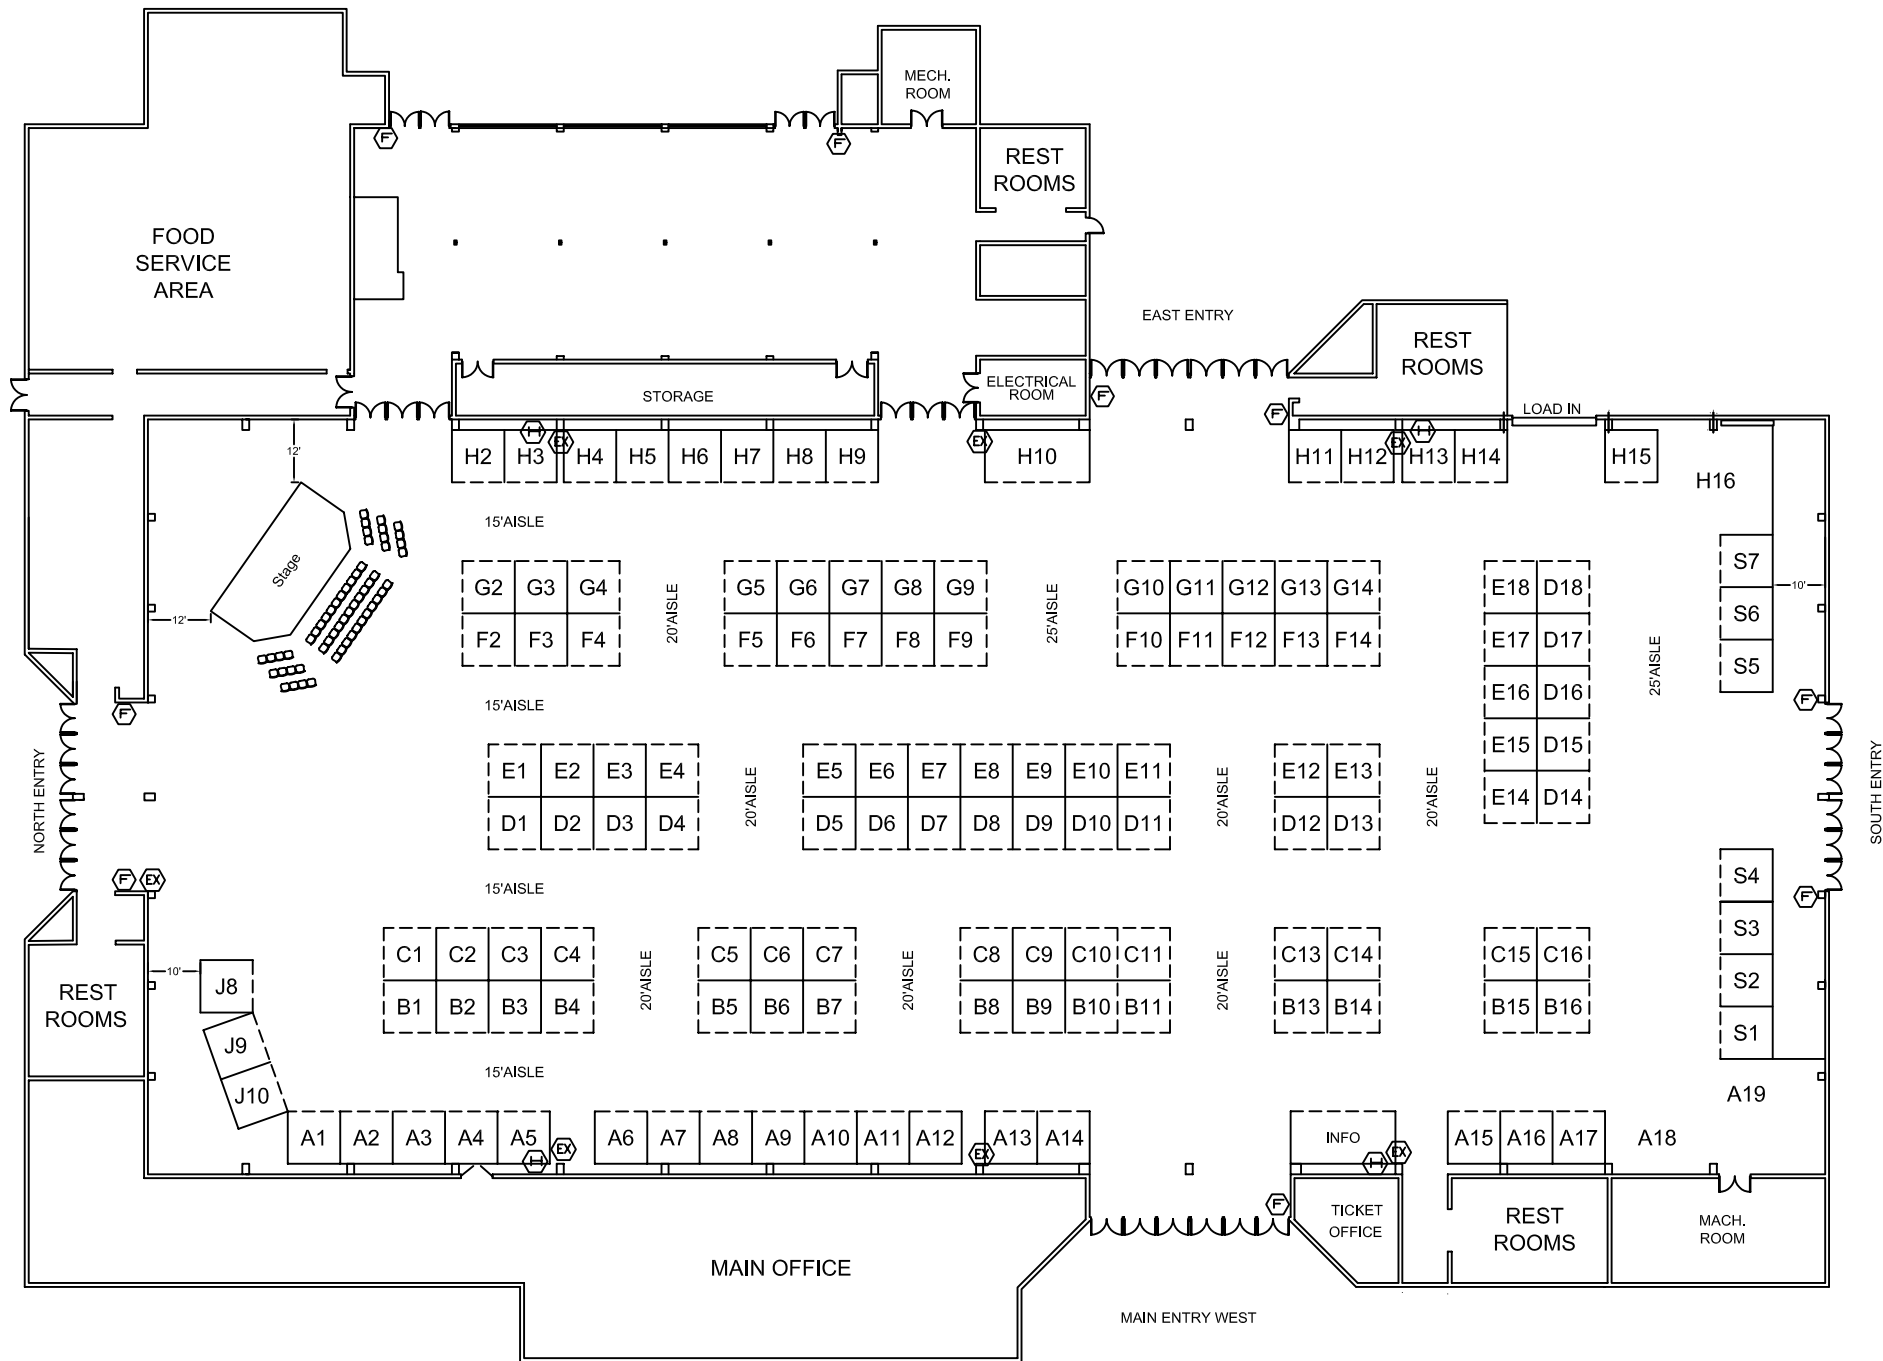 MECH.
ROOM
F
F
REST
ROOMS
FOOD
SERVICE
AREA
EAST ENTRY
REST
ROOMS
ELECTRICAL
ROOM
STORAGE
F
F
LOAD IN
H
EX
EX
EX
H
12'
H2 H3 H4 H5 H6 H7 H8 H9 H10 H11 H12 H13 H14 H15
H16
15'AISLE
Stage
G2 G3 G4 G5 G6 G7 G8 G9 G10 G11 G12 G13 G14 E18 D18
S7
10'
20'AISLE
25'AISLE
12'
F2 F3 F4 F5 F6 F7 F8 F9 F10 F11 F12 F13 F14 E17 D17
S6
25'AISLE
S5
E16 D16
15'AISLE
F
F
NORTH ENTRY
E15 D15
E1 E2 E3 E4 E5 E6 E7 E8 E9 E10 E11 E12 E13
20'AISLE
20'AISLE
20'AISLE
E14 D14
SOUTH ENTRY
D1 D2 D3 D4 D5 D6 D7 D8 D9 D10 D11 D12 D13
F
EX
15'AISLE
S4
F
S3
C1 C2 C3 C4 C5 C6 C7 C8 C9 C10 C11 C13 C14 C15 C16
10'
20'AISLE
20'AISLE
20'AISLE
J8
S2
REST
ROOMS
B1 B2 B3 B4 B5 B6 B7 B8 B9 B10 B11 B13 B14 B15 B16
S1
J9
15'AISLE
J10
A19
A1 A2 A3 A4 A5 A6 A7 A8 A9 A10 A11 A12 A13 A14 INFO A15 A16 A17 A18
EX
EX
EX
H
H
F
TICKET
OFFICE
REST
ROOMS
MACH.
ROOM
MAIN OFFICE
MAIN ENTRY WEST